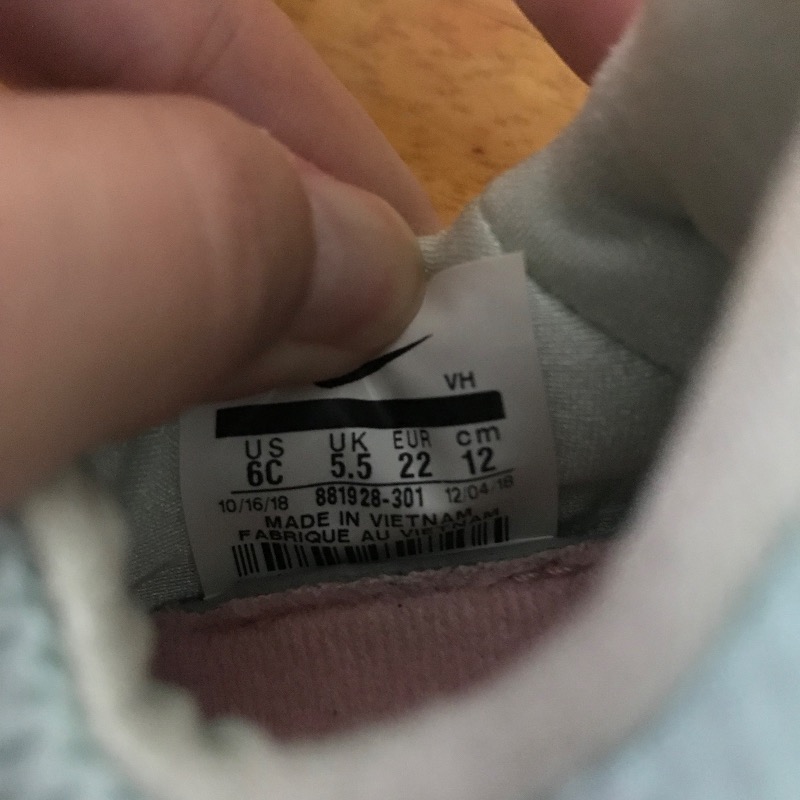 VH
US UK EUR cm
6C 5.5 22 12
10/16/18 881928-301 12/04/18
MADE IN VIETNAM
FABRIQUE AU VIETNAM